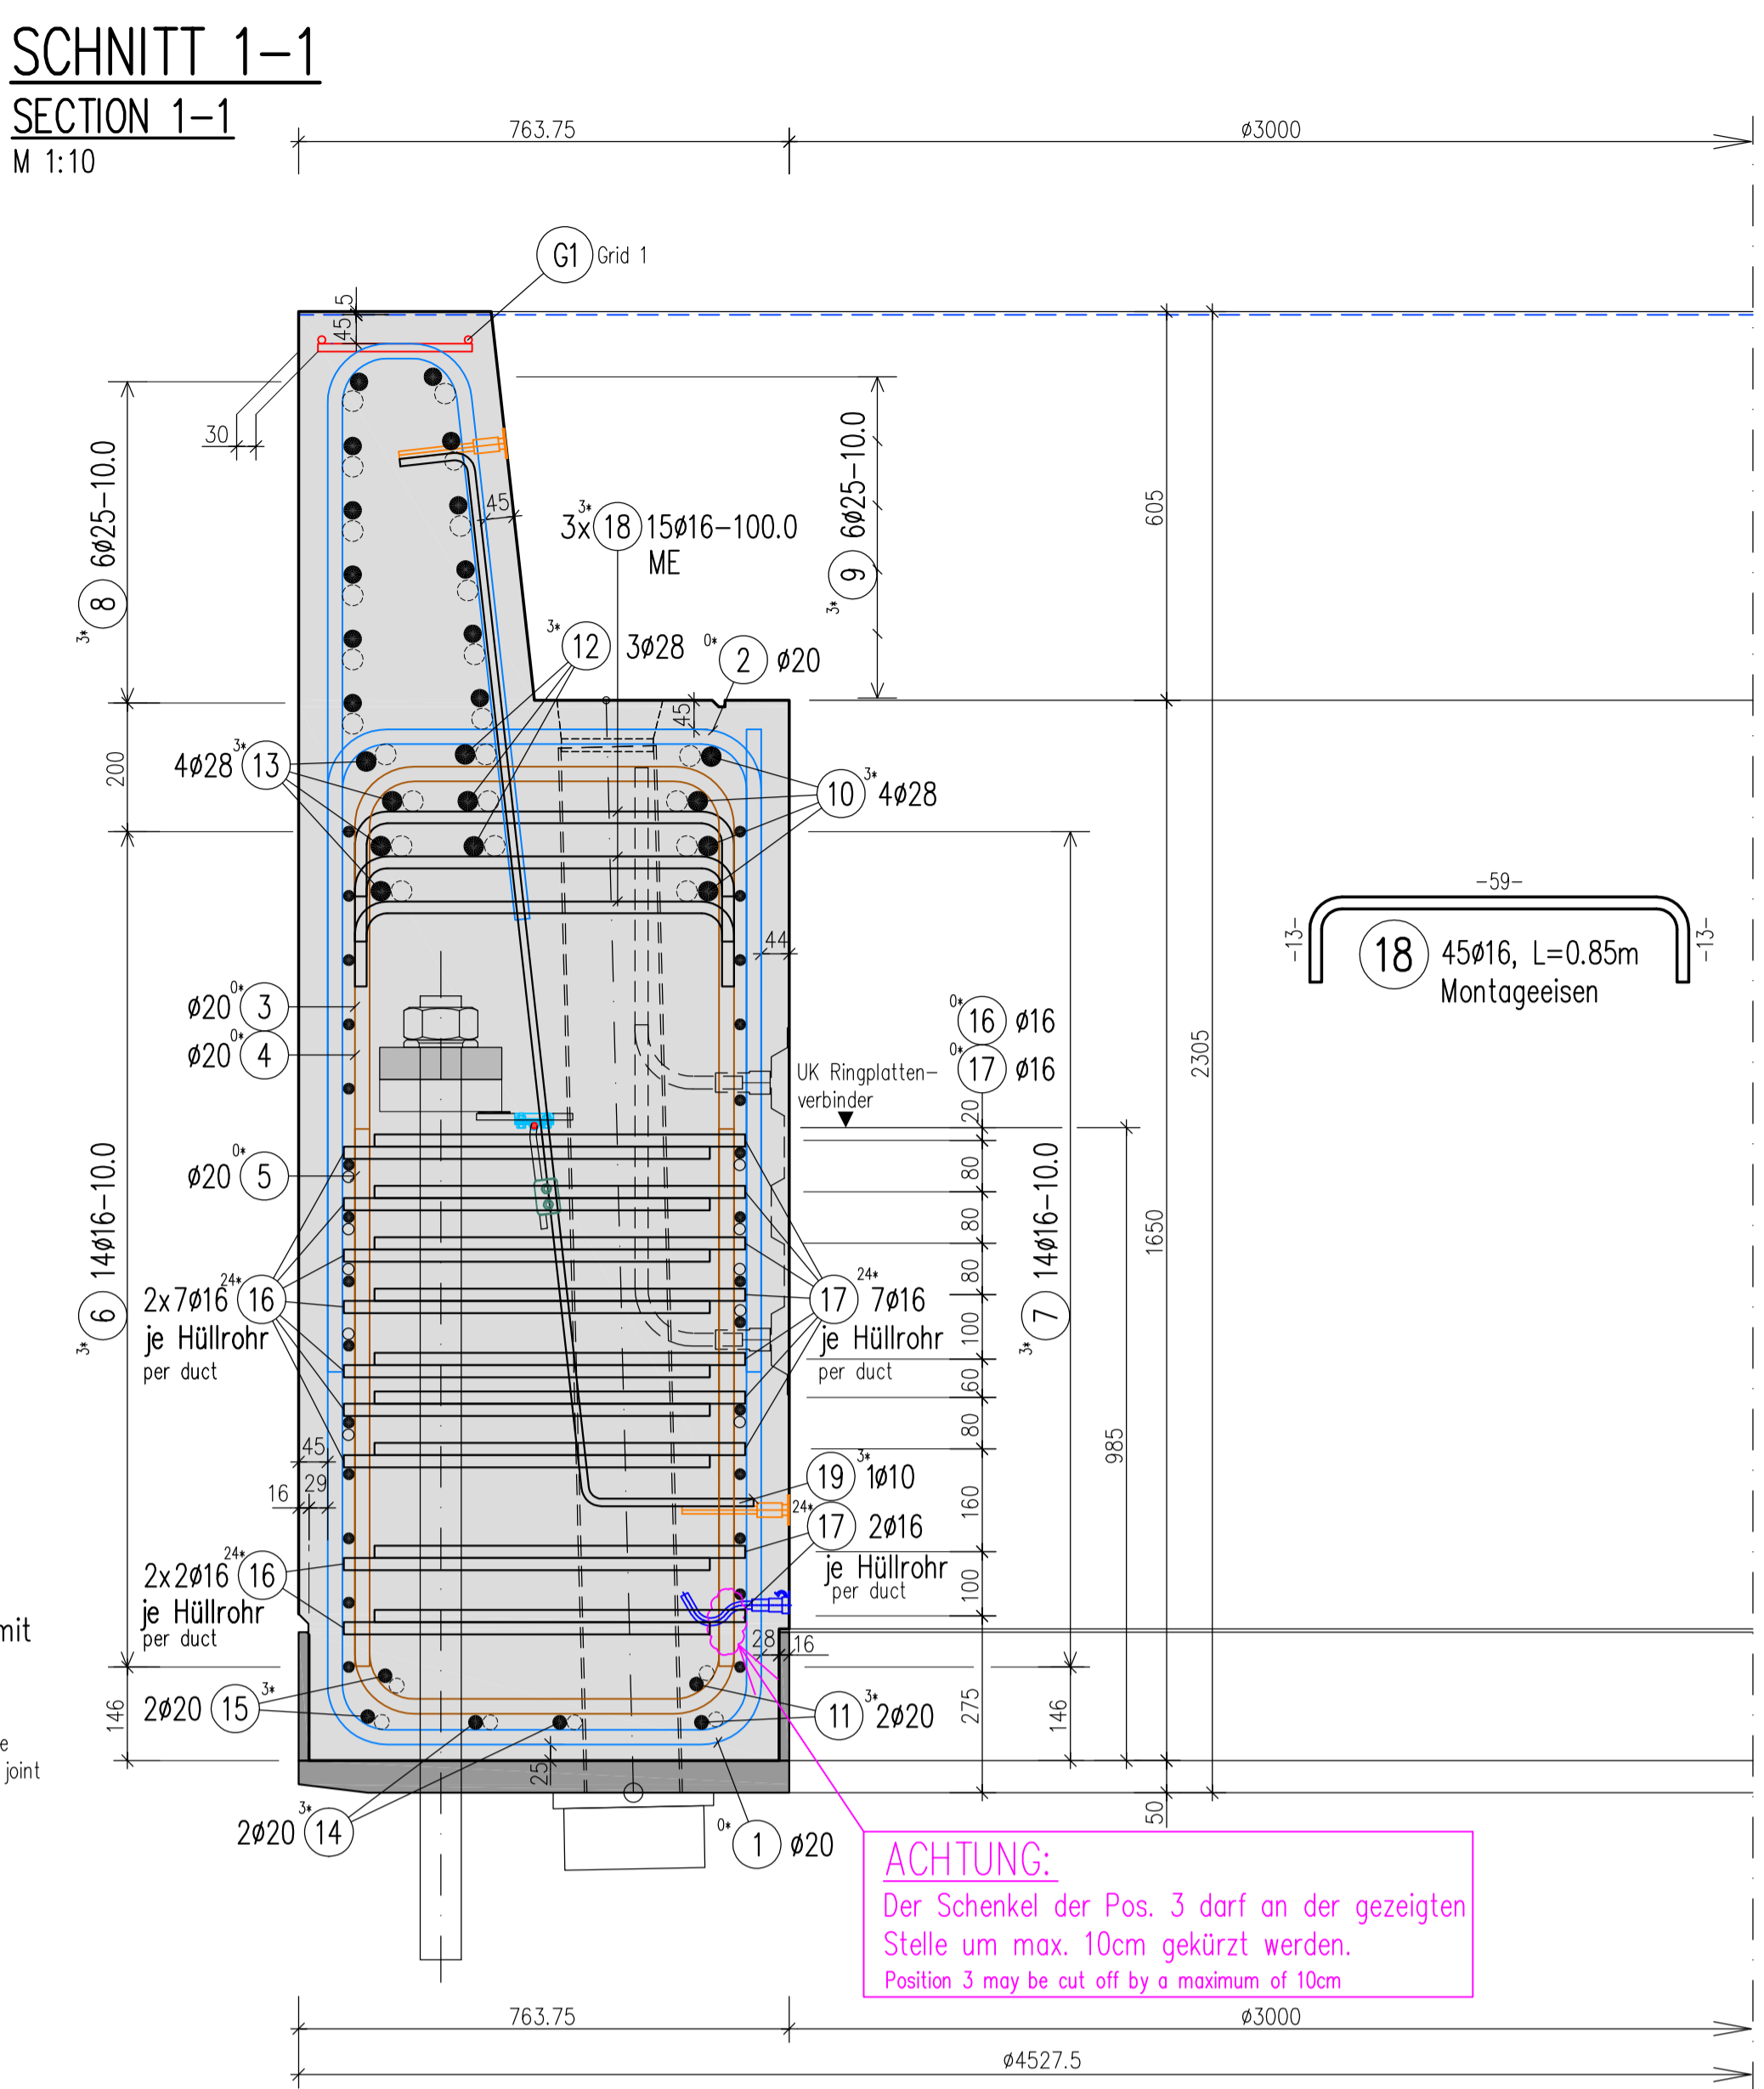 SCHNITT 1-1
SECTION 1-1
M 1:10
763.75
ø3000
G1 Grid 1
5
45
30
3* 8 6ø25-10.0
3* 9 6ø25-10.0
45
3x 3* 18 15ø16-100.0
ME
605
3* 12 3ø28
0* 2 ø20
45
200
4ø28 3* 13
10 3* 4ø28
-59-
-13-
-13-
18 45ø16, L=0.85m
Montageeisen
44
ø20 0* 3
ø20 0* 4
0* 16 ø16
0* 17 ø16
UK Ringplatten-
verbinder
2305
1650
985
20
80
80
80
100
60
80
160
100
275
ø20 0* 5
3* 6 14ø16-10.0
3* 7 14ø16-10.0
2x7ø16 24* 16
je Hüllrohr
per duct
17 24* 7ø16
je Hüllrohr
per duct
45
16
29
19 3* 1ø10
24*
17 2ø16
je Hüllrohr
per duct
2x2ø16 24* 16
je Hüllrohr
per duct
mit
28
16
146
2ø20 15 3*
11 3* 2ø20
146
e
joint
25
50
2ø20 3* 14
0* 1 ø20
ACHTUNG:
Der Schenkel der Pos. 3 darf an der gezeigten
Stelle um max. 10cm gekürzt werden.
Position 3 may be cut off by a maximum of 10cm
763.75
ø3000
ø4527.5